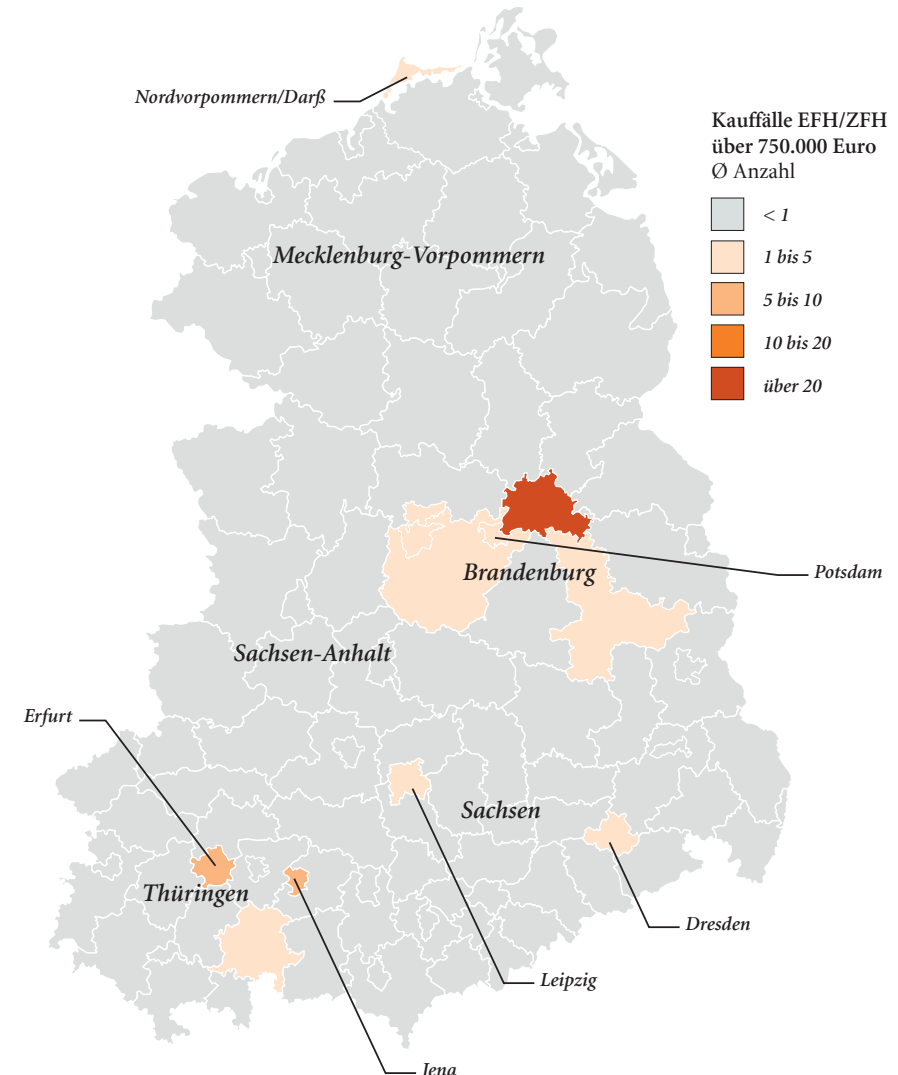 Nordvorpommern/Darß
Kauffälle EFH/ZFH
über 750.000 Euro
Ø Anzahl
< 1
1 bis 5
5 bis 10
10 bis 20
über 20
Mecklenburg-Vorpommern
Brandenburg
Potsdam
Sachsen-Anhalt
Erfurt
Sachsen
Thüringen
Dresden
Leipzig
Jena